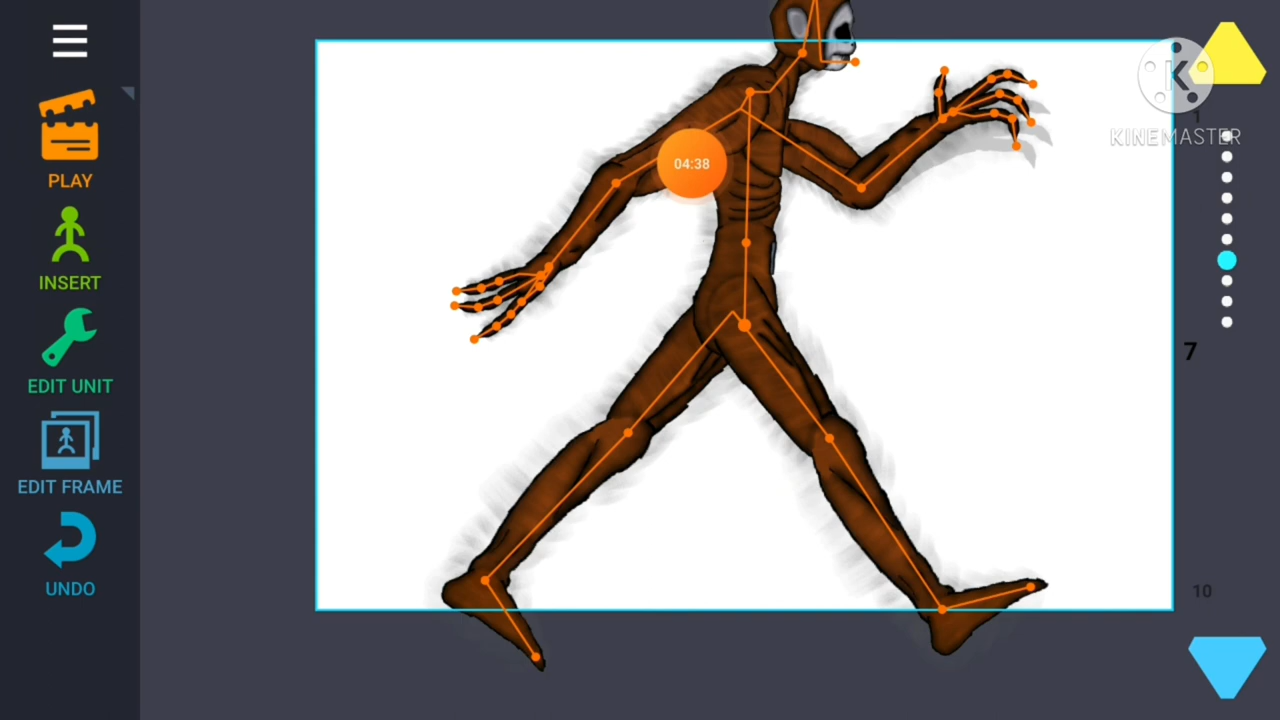 PLAY
INSERT
EDIT UNIT
EDIT FRAME
UNDO
04:38
K
KINEMASTER
1
7
10